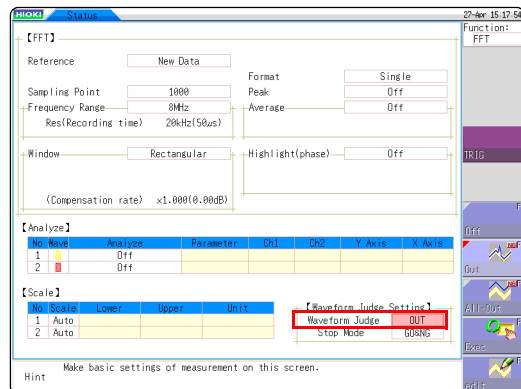 HIOKI Status 27-Apr 15:17:54
Function:
FFT
【FFT】
Reference New Data
Format Single
Sampling Point 1000 Peak Off
Frequency Range 8MHz Average Off
Res(Recording time) 20kHz(50µs)
Window Rectangular Highlight(phase) Off
TRIG
(Compensation rate) ×1.000(0.00dB)
Off
【Analyze】
No Wave Analyze Parameter Ch1 Ch2 Y Axis X Axis
1 Off
2 Off
Out
【Scale】
No Scale Lower Upper Unit
1 Auto
2 Auto
【Waveform Judge Setting】
Waveform Judge OUT
Stop Mode GO&NG
All-Out
Exec
Edit
Make basic settings of measurement on this screen.
Hint